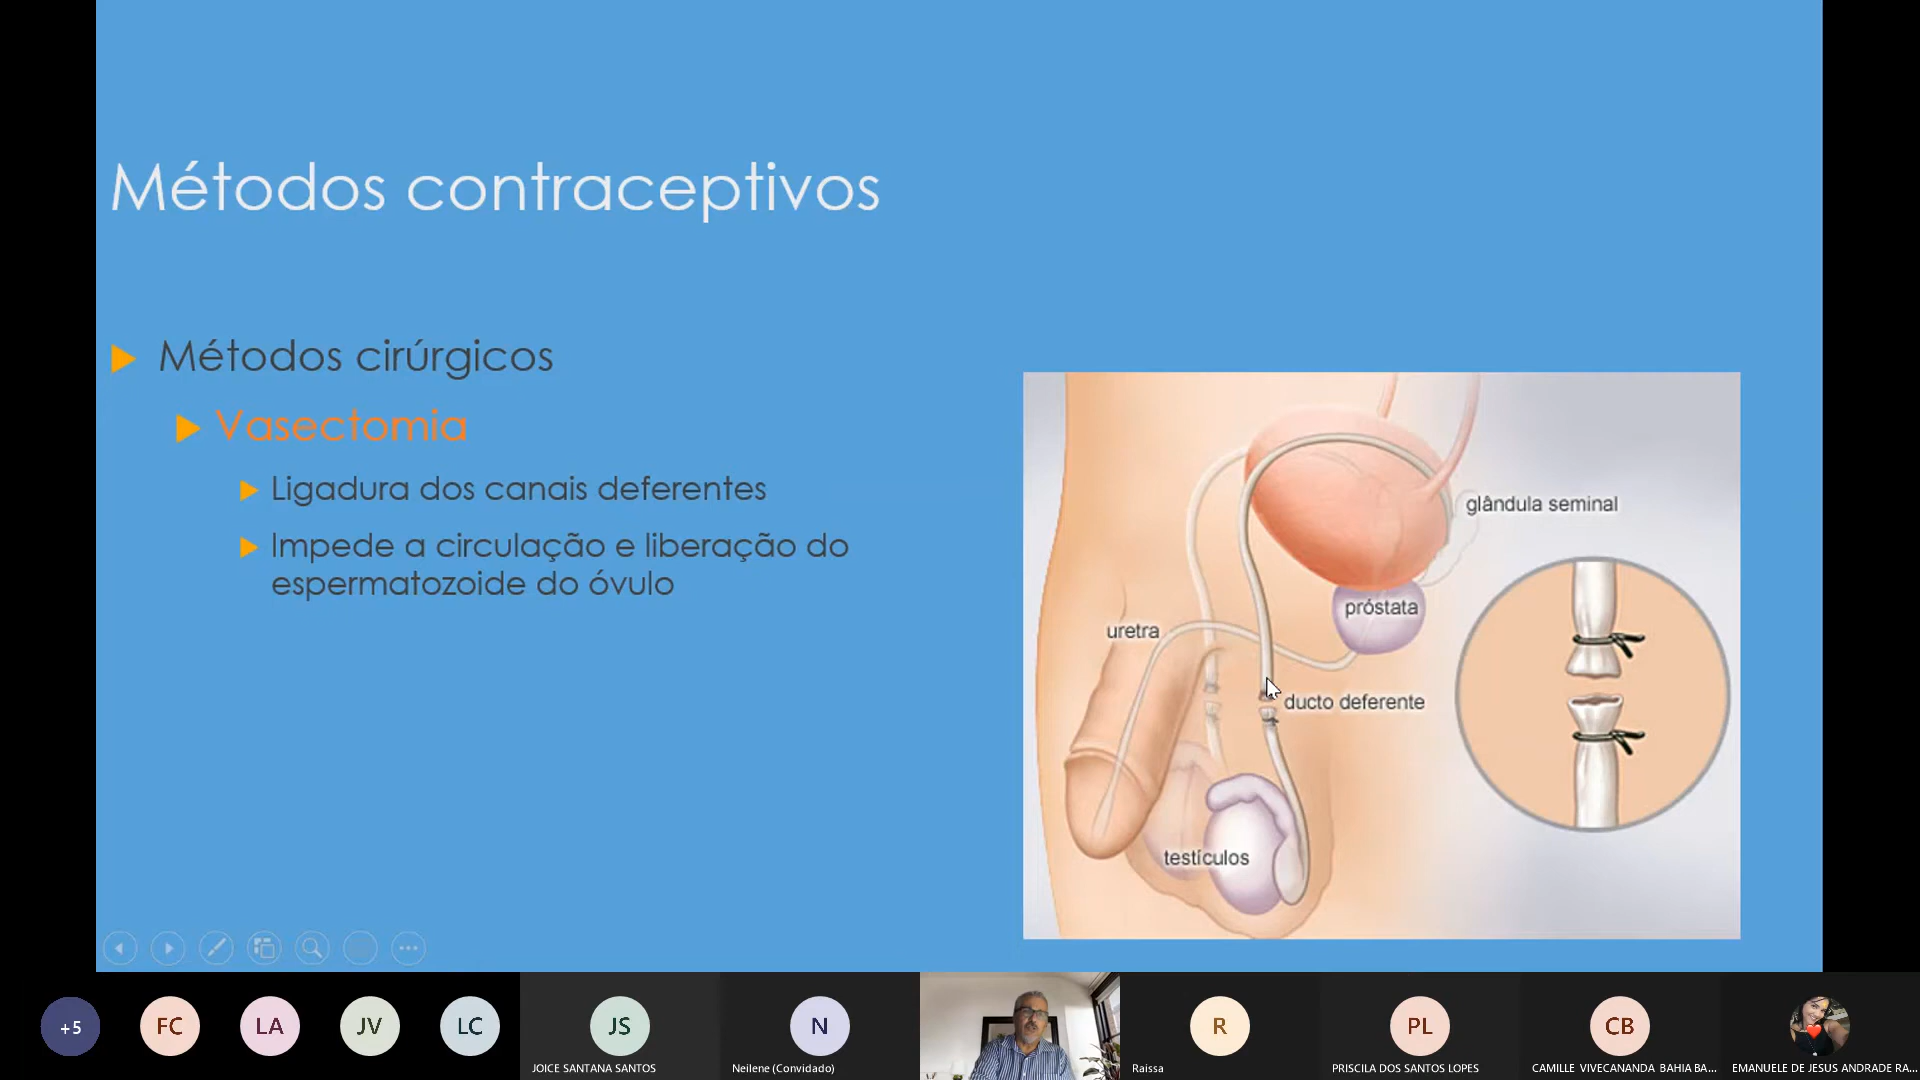 Métodos contraceptivos
Métodos cirúrgicos
Vasectomia
Ligadura dos canais deferentes
Impede a circulação e liberação do
espermatozoide do óvulo
glândula seminal
próstata
uretra
ducto deferente
testículos
+5
FC
LA
JV
LC
JS
N
R
PL
CB
JOICE SANTANA SANTOS
Neilene (Convidado)
Raissa
PRISCILA DOS SANTOS LOPES
CAMILLE VIVECANANDA BAHIA BA...
EMANUELE DE JESUS ANDRADE RA...